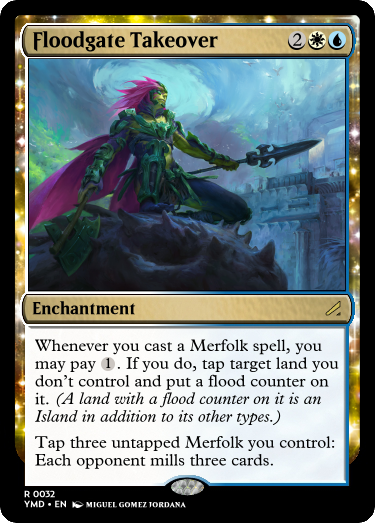 Floodgate Takeover 2
Enchantment
Whenever you cast a Merfolk spell, you
may pay 1. If you do, tap target land you
don't control and put a flood counter on
it. (A land with a flood counter on it is an
Island in addition to its other types.)
Tap three untapped Merfolk you control:
Each opponent mills three cards.
R 0032
YMD • EN MIGUEL GOMEZ JORDANA